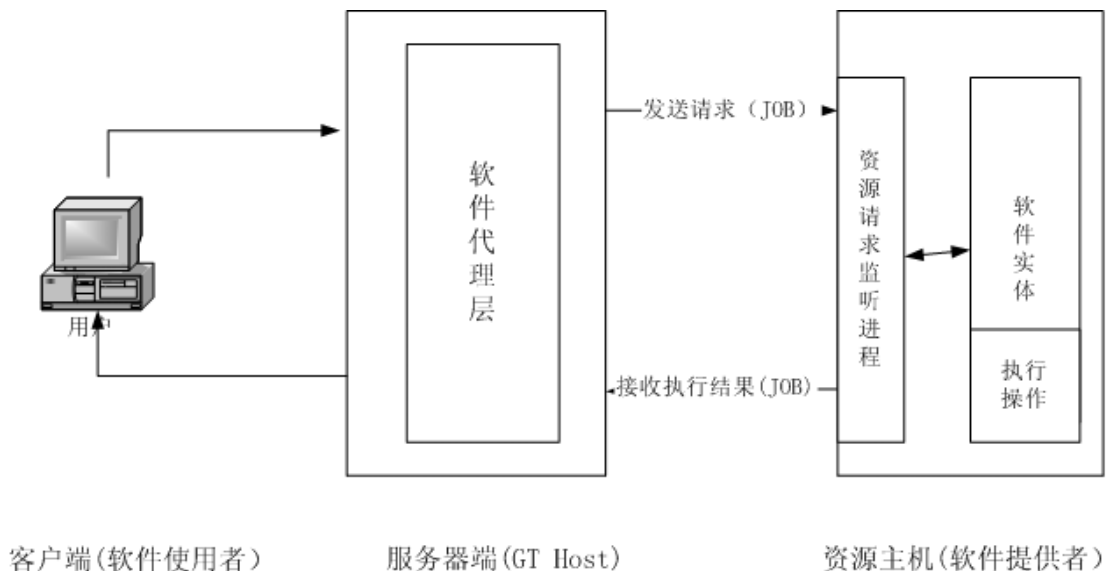 发送请求（JOB）
软件代理层
资源请求监听进程
软件实体
用户
接收执行结果(JOB)
执行
操作
客户端(软件使用者）
服务器端(GT Host)
资源主机(软件提供者）